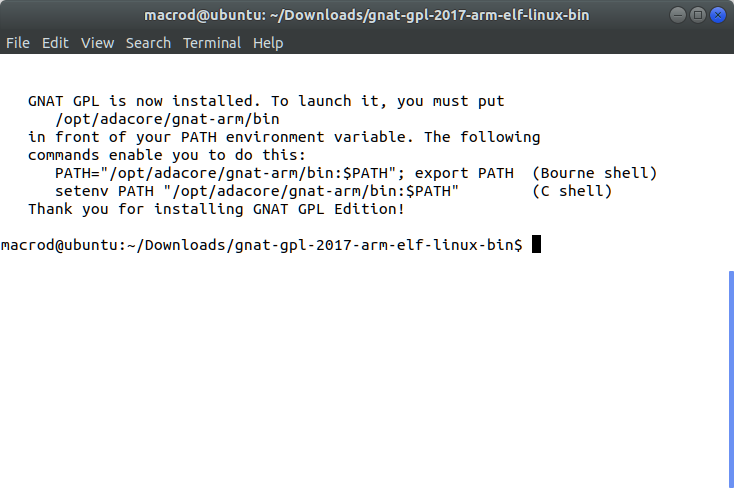 macrod@ubuntu: ~/Downloads/gnat-gpl-2017-arm-elf-linux-bin
File Edit View Search Terminal Help
GNAT GPL is now installed. To launch it, you must put
/opt/adacore/gnat-arm/bin
in front of your PATH environment variable. The following
commands enable you to do this:
PATH="/opt/adacore/gnat-arm/bin:$PATH"; export PATH  (Bourne shell)
setenv PATH "/opt/adacore/gnat-arm/bin:$PATH"        (C shell)
Thank you for installing GNAT GPL Edition!
macrod@ubuntu:~/Downloads/gnat-gpl-2017-arm-elf-linux-bin$